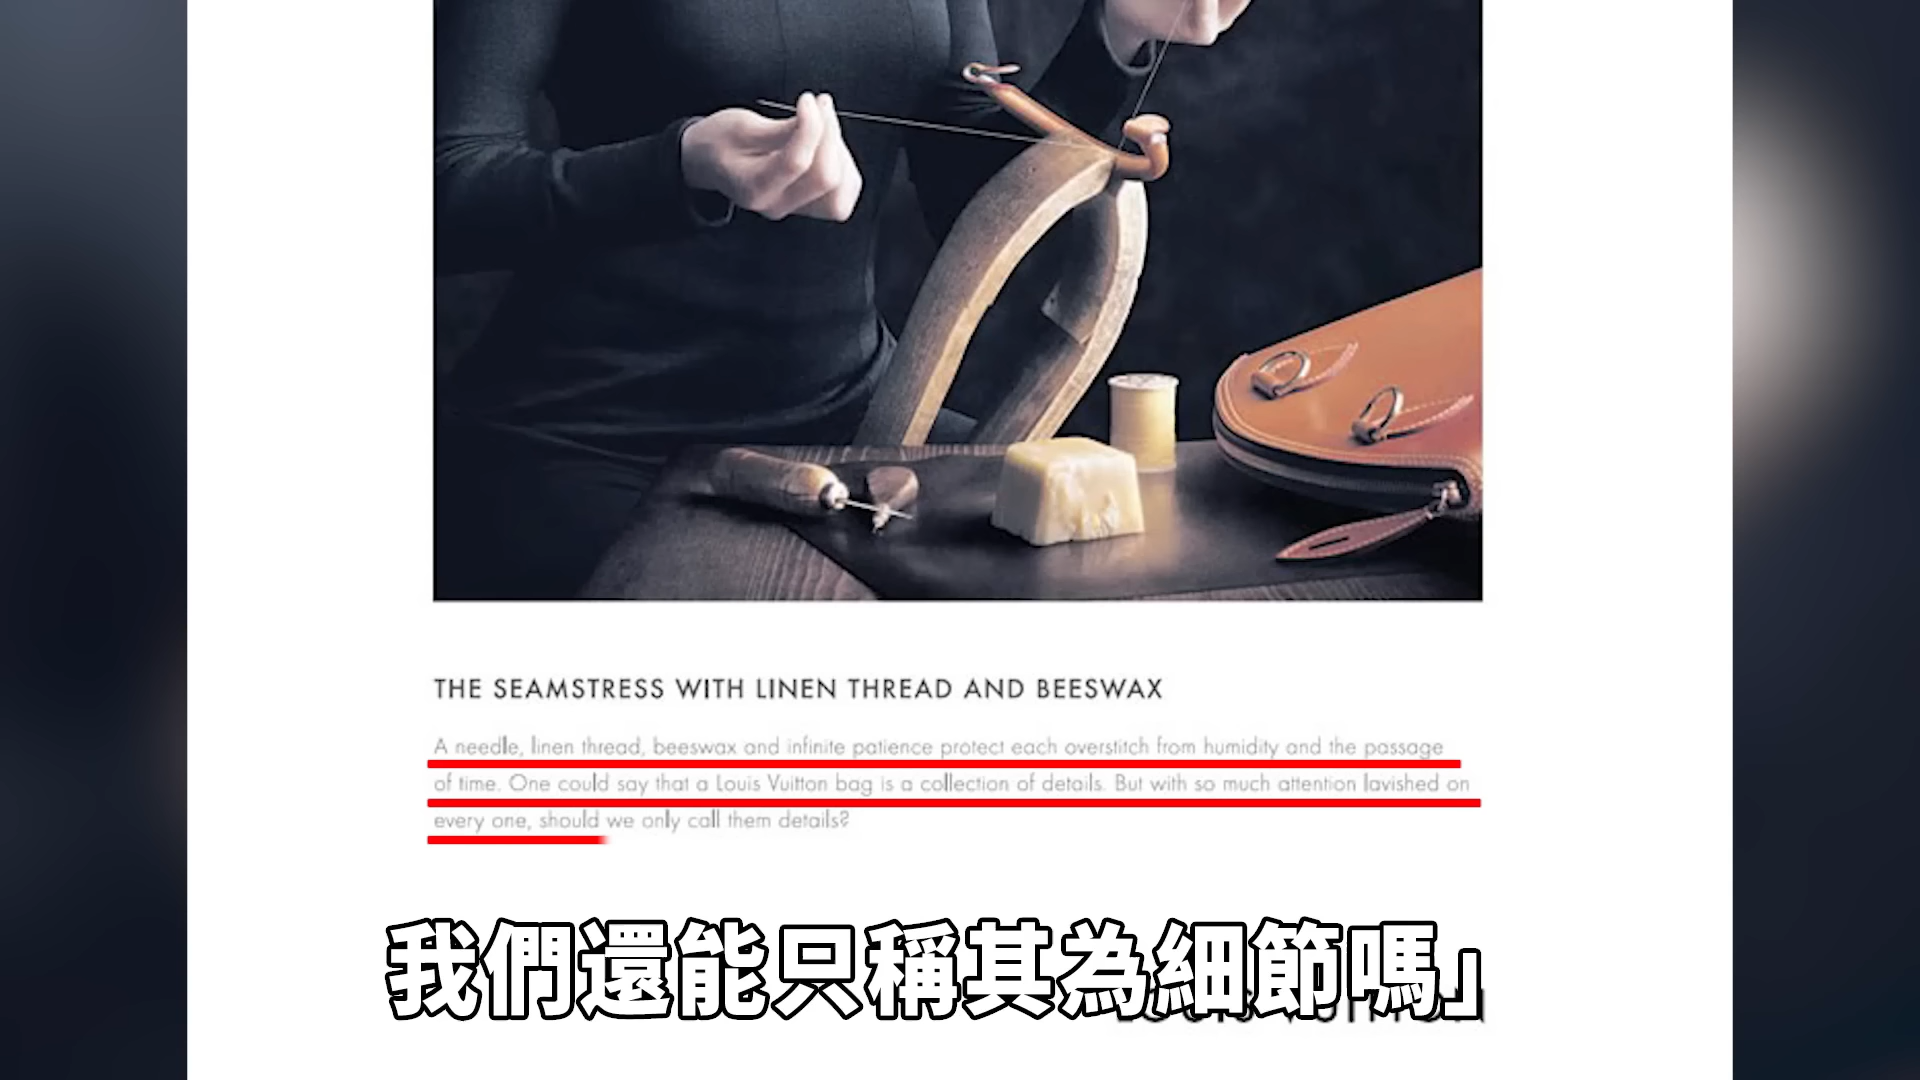 THE SEAMSTRESS WITH LINEN THREAD AND BEESWAX
A needle, linen thread, beeswax and infinite patience protect each overstitch from humidity and the passage
of time. One could say that a Louis Vuitton bag is a collection of details. But with so much attention lavished on
every one, should we only call them details?
我們還能只稱其為細節嗎」